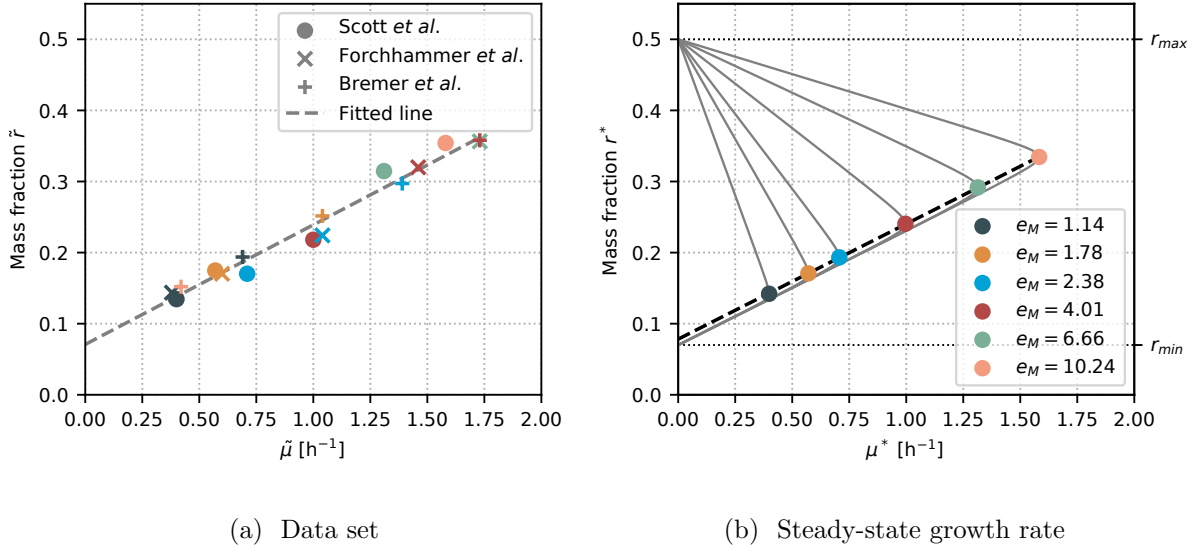 Scott et al.
Forchhammer et al.
Bremer et al.
Fitted line
0.5
0.4
0.3
0.2
0.1
0.0
Mass fraction r̃
0.00 0.25 0.50 0.75 1.00 1.25 1.50 1.75 2.00
μ̃ [h⁻¹]
(a) Data set
0.5
0.4
0.3
0.2
0.1
0.0
Mass fraction r*
r_max
r_min
e_M = 1.14
e_M = 1.78
e_M = 2.38
e_M = 4.01
e_M = 6.66
e_M = 10.24
0.00 0.25 0.50 0.75 1.00 1.25 1.50 1.75 2.00
μ* [h⁻¹]
(b) Steady-state growth rate